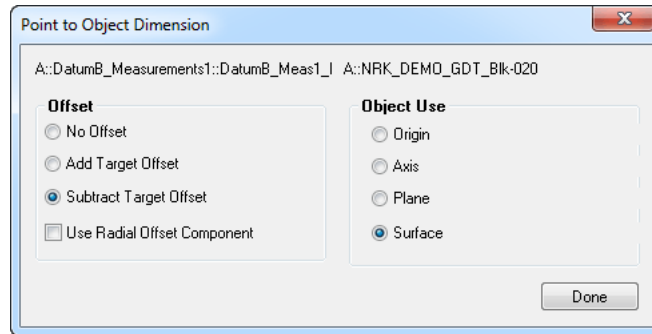 Point to Object Dimension
A::DatumB_Measurements1::DatumB_Meas1_I A::NRK_DEMO_GDT_Blk-020
Offset
No Offset
Add Target Offset
Subtract Target Offset
Use Radial Offset Component
Object Use
Origin
Axis
Plane
Surface
Done